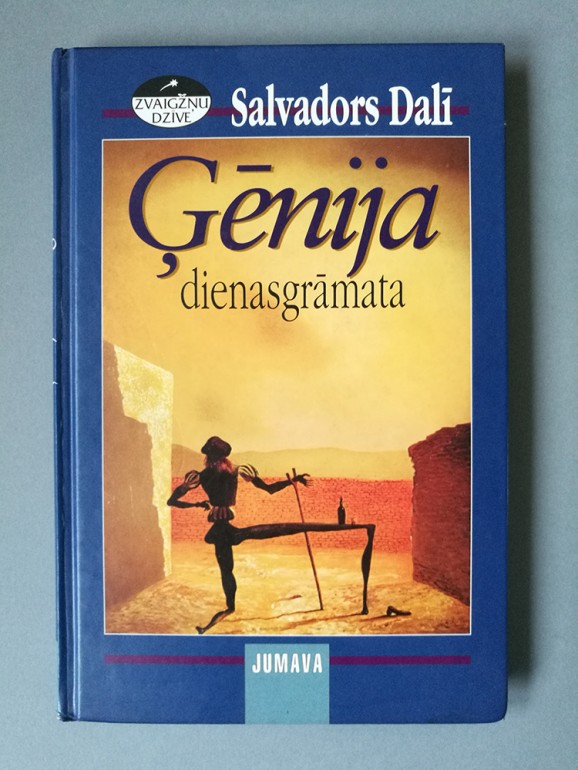 ZVAIGŽŅU
DZĪVE
Salvadors Dalī
Ģēnija
dienasgrāmata
JUMAVA